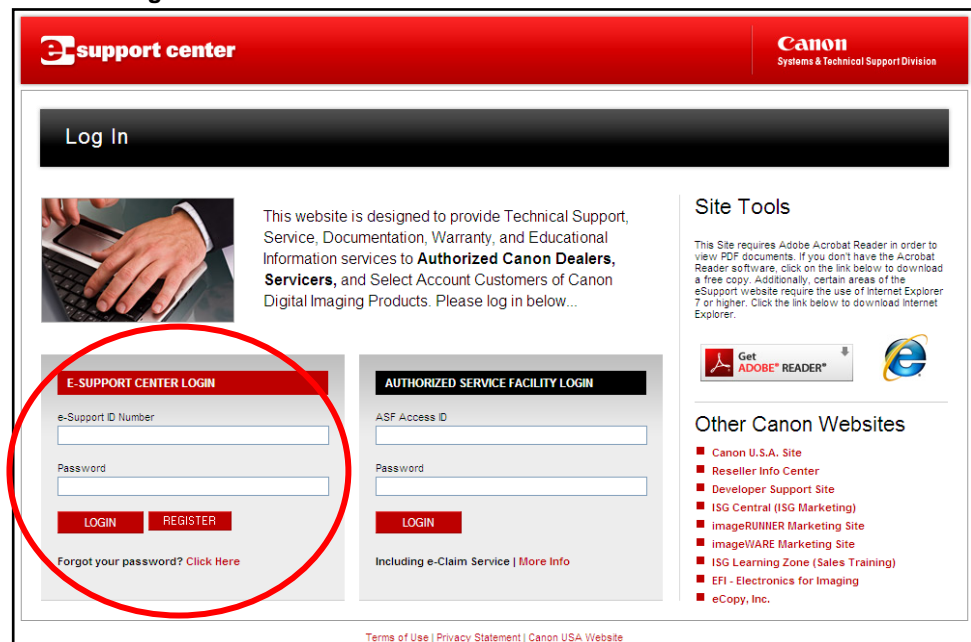 e-support center
Canon
Systems & Technical Support Division
Log In
This website is designed to provide Technical Support,
Service, Documentation, Warranty, and Educational
Information services to Authorized Canon Dealers,
Servicers, and Select Account Customers of Canon
Digital Imaging Products. Please log in below...
Site Tools
This Site requires Adobe Acrobat Reader in order to
view PDF documents. If you don't have the Acrobat
Reader software, click on the link below to download
a free copy. Additionally, certain areas of the
eSupport website require the use of Internet Explorer
7 or higher. Click the link below to download Internet
Explorer.
Get
ADOBE® READER®
E-SUPPORT CENTER LOGIN
e-Support ID Number
Password
LOGIN REGISTER
Forgot your password? Click Here
AUTHORIZED SERVICE FACILITY LOGIN
ASF Access ID
Password
LOGIN
Including e-Claim Service | More Info
Other Canon Websites
Canon U.S.A. Site
Reseller Info Center
Developer Support Site
ISG Central (ISG Marketing)
imageRUNNER Marketing Site
imageWARE Marketing Site
ISG Learning Zone (Sales Training)
EFI - Electronics for Imaging
eCopy, Inc.
Terms of Use | Privacy Statement | Canon USA Website